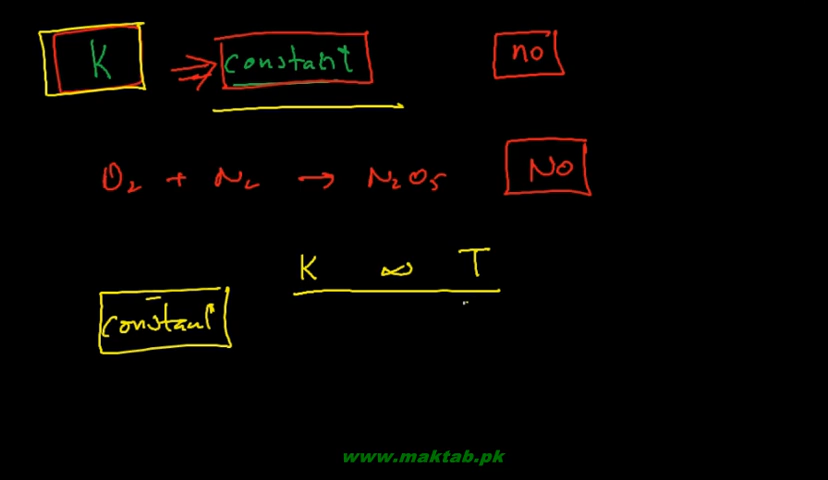 K ⇒ constant no
O₂ + N₂ → N₂O₅ No
K ∝ T
constant
www.maktab.pk